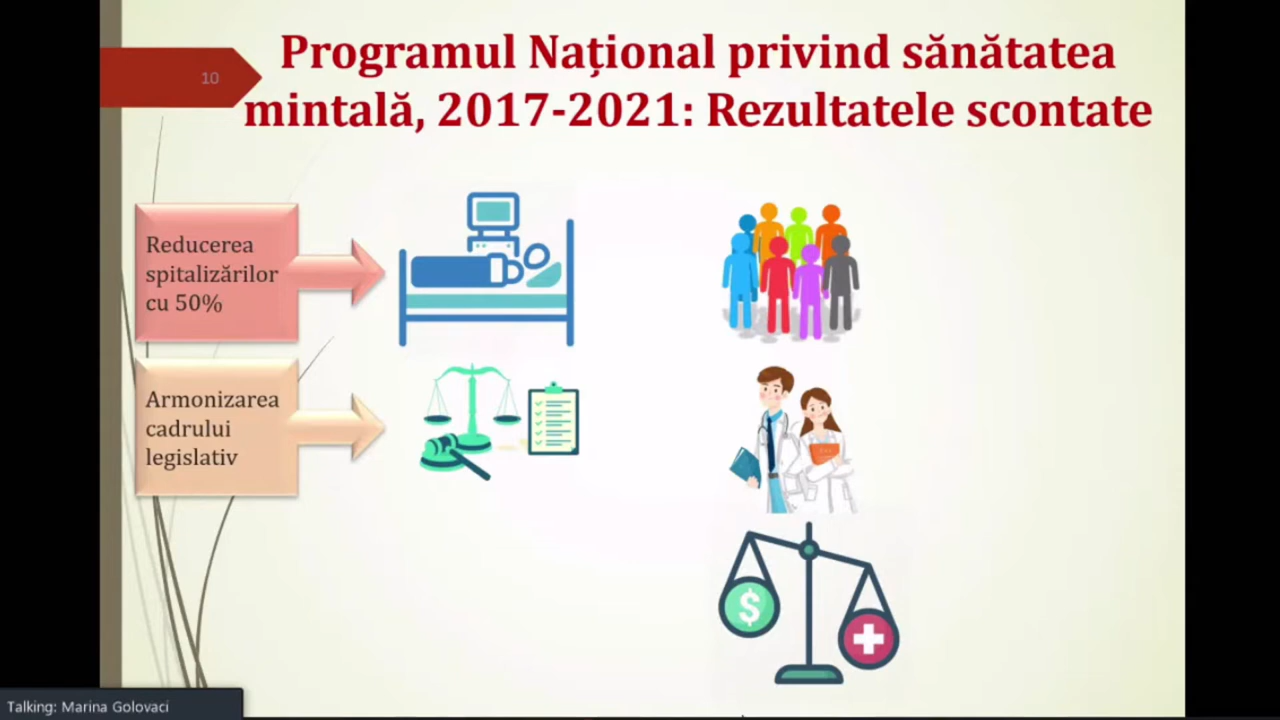 10
Programul Național privind sănătatea
mintală, 2017-2021: Rezultatele scontate
Reducerea
spitalizărilor
cu 50%
Armonizarea
cadrului
legislativ
$
Talking: Marina Golovaci